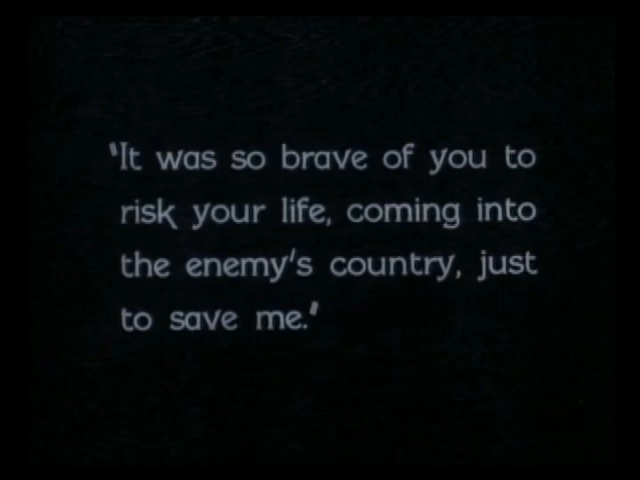 "It was so brave of you to
risk your life, coming into
the enemy's country, just
to save me."